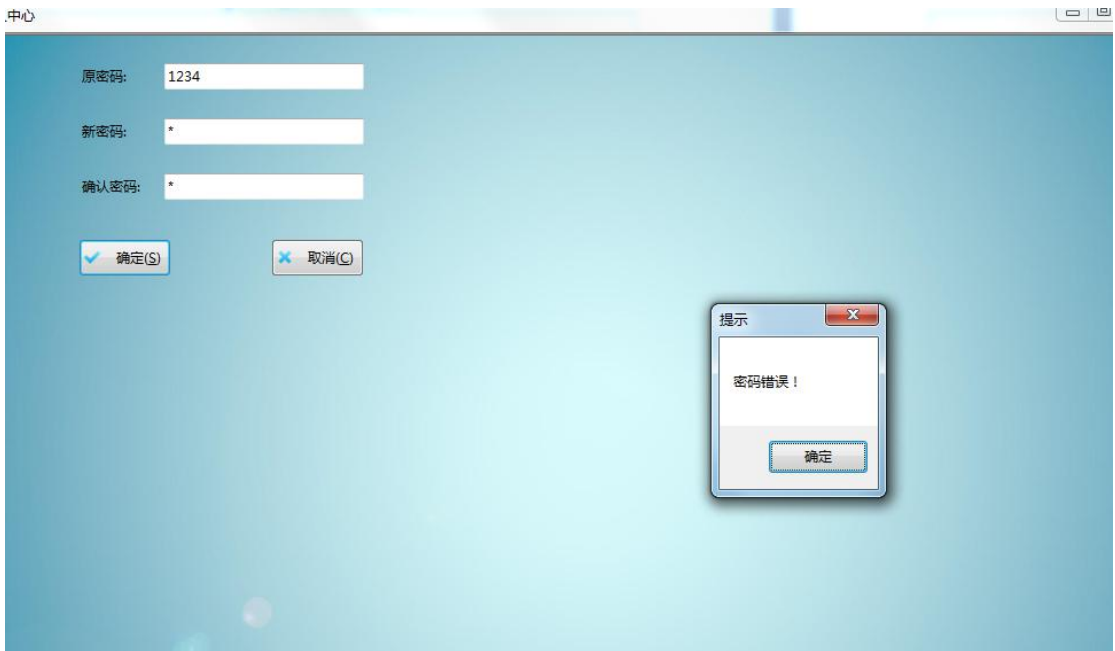 中心
原密码: 1234
新密码: *
确认密码: *
确定(S) 取消(C)
提示
密码错误！
确定